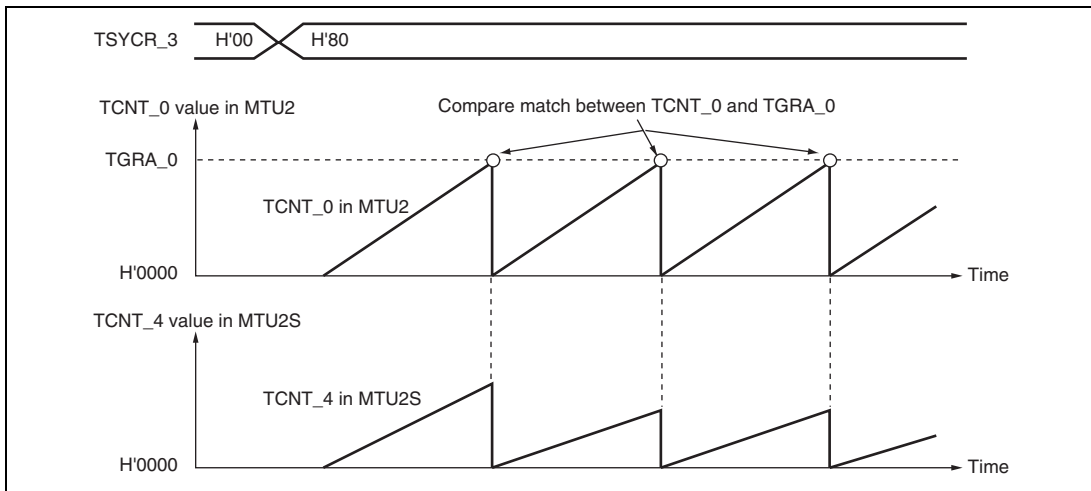 TSYCR_3 H'00 H'80
TCNT_0 value in MTU2
Compare match between TCNT_0 and TGRA_0
TGRA_0
TCNT_0 in MTU2
H'0000
Time
TCNT_4 value in MTU2S
TCNT_4 in MTU2S
H'0000
Time